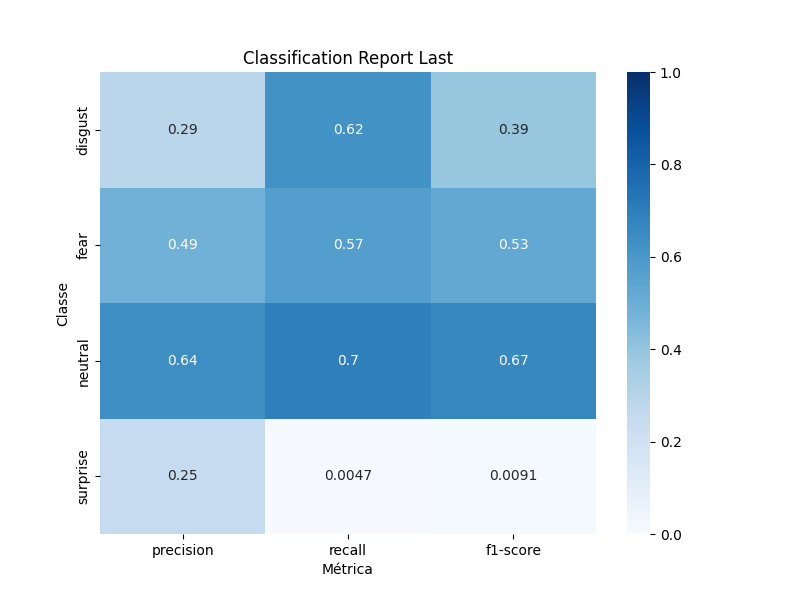 Classification Report Last
Classe
disgust 0.29 0.62 0.39
fear 0.49 0.57 0.53
neutral 0.64 0.7 0.67
surprise 0.25 0.0047 0.0091
precision recall f1-score
Métrica
1.0
0.8
0.6
0.4
0.2
0.0